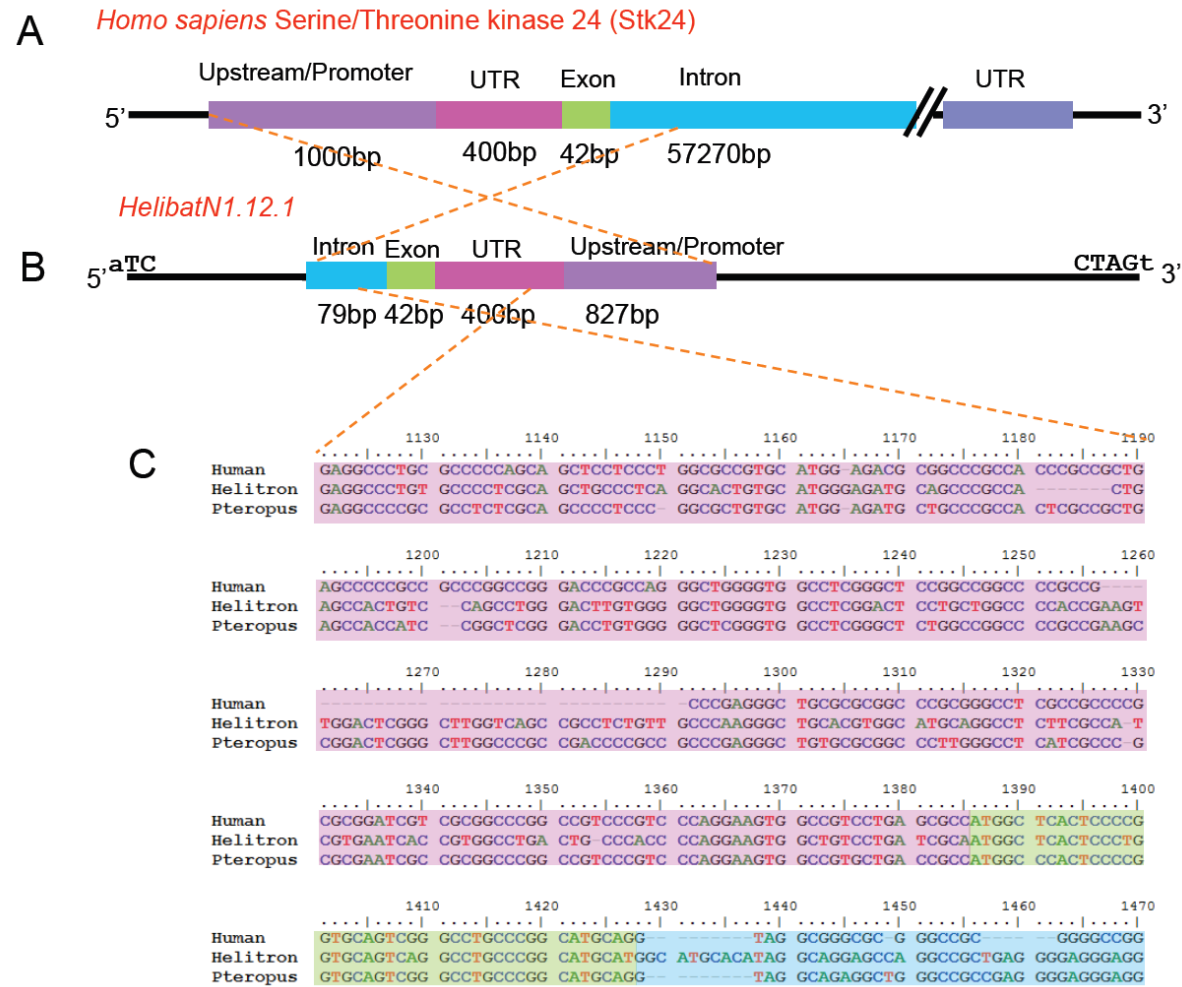 A
Homo sapiens Serine/Threonine kinase 24 (Stk24)
Upstream/Promoter UTR Exon Intron UTR
5’ 3’
1000bp 400bp 42bp 57270bp
HelibatN1.12.1
B
Intron Exon UTR Upstream/Promoter
5’ aTC CTAGt 3’
79bp 42bp 400bp 827bp
C
1130 1140 1150 1160 1170 1180 1190
Human GAGGCCCTGC GCCCCCAGCA GCTCCTCCCT GGCGCCGTGC ATGG-AGACG CGGCCCGCCA CCCGCCGCTG
Helitron GAGGCCCTGT GCCCCTCGCA GCTGCCCTCA GGCACTGTGC ATGGGAGATG CAGCCCGCCA -------CTG
Pteropus GAGGCCCCGC GCCTCTCGCA GCCCCTCCC- GGCGCTGTGC ATGG-AGATG CTGCCCGCCA CTCGCCGCTG
1200 1210 1220 1230 1240 1250 1260
Human AGCCCCCGCC GCCCGGCCGG GACCCGCCAG GGCTGGGGTG GCCTCGGGCT CCGGCCGGCC CCGCCG----
Helitron AGCCACTGTC --CAGCCTGG GACTTGTGGG GGCTGGGGTG GCCTCGGACT CCTGCTGGCC CCACCGAAGT
Pteropus AGCCACCATC --CGGCTCGG GACCTGTGGG GGCTCGGGTG GCCTCGGGCT CTGGCCGGCC CCGCCGAAGC
1270 1280 1290 1300 1310 1320 1330
Human ---------- ---------- ---------- -CCCGAGGGC TGCGCGCGGC CCGCGGGCCT CGCCGCCCCG
Helitron TGGACTCGGG CTTGGTCAGC CGCCTCTGTT GCCCAAGGGC TGCACGTGGC ATGCAGGCCT CTTCGCCA-T
Pteropus CGGACTCGGG CTTGGCCCGC CGACCCCGCC GCCCGAGGGC TGTGCGCGGC CCTTGGGCCT CATCGCCC-G
1340 1350 1360 1370 1380 1390 1400
Human CGCGGATCGT CGCGGCCCGG CCGTCCCGTC CCCAGGAAGTG GCCGTCCTGA GCGCCATGGC TCACTCCCCG
Helitron CGTGAATCAC CGTGGCCTGA CTG-CCCACC CCAGGAAGTGG GCTGTCCTGA TCGCAATGGC TCACTCCCTG
Pteropus CGCGAATCGC CGCGGCCCGG CCGTCCCGTC CCAGGAAGTG GCCGTGCTGA CCGCCATGGC CCACTCCCCG
1410 1420 1430 1440 1450 1460 1470
Human GTGCAGTCGG GCCTGCCCGG CATGCAGG-- --------TAG GCGGGCGC-G GGCCGC---- ---GGGGCCGG
Helitron GTGCAGTCAG GCCTGCCCGG CATGCATGGC ATGCACATAG GCAGGAGCCA GGCCGCTGAG GGGAGGGAGG
Pteropus GTGCAGTCGG GCCTGCCCGG CATGCAGG-- -------TAG GCAGAGGCTG GGCCGCCGAG GGGAGGGAGG